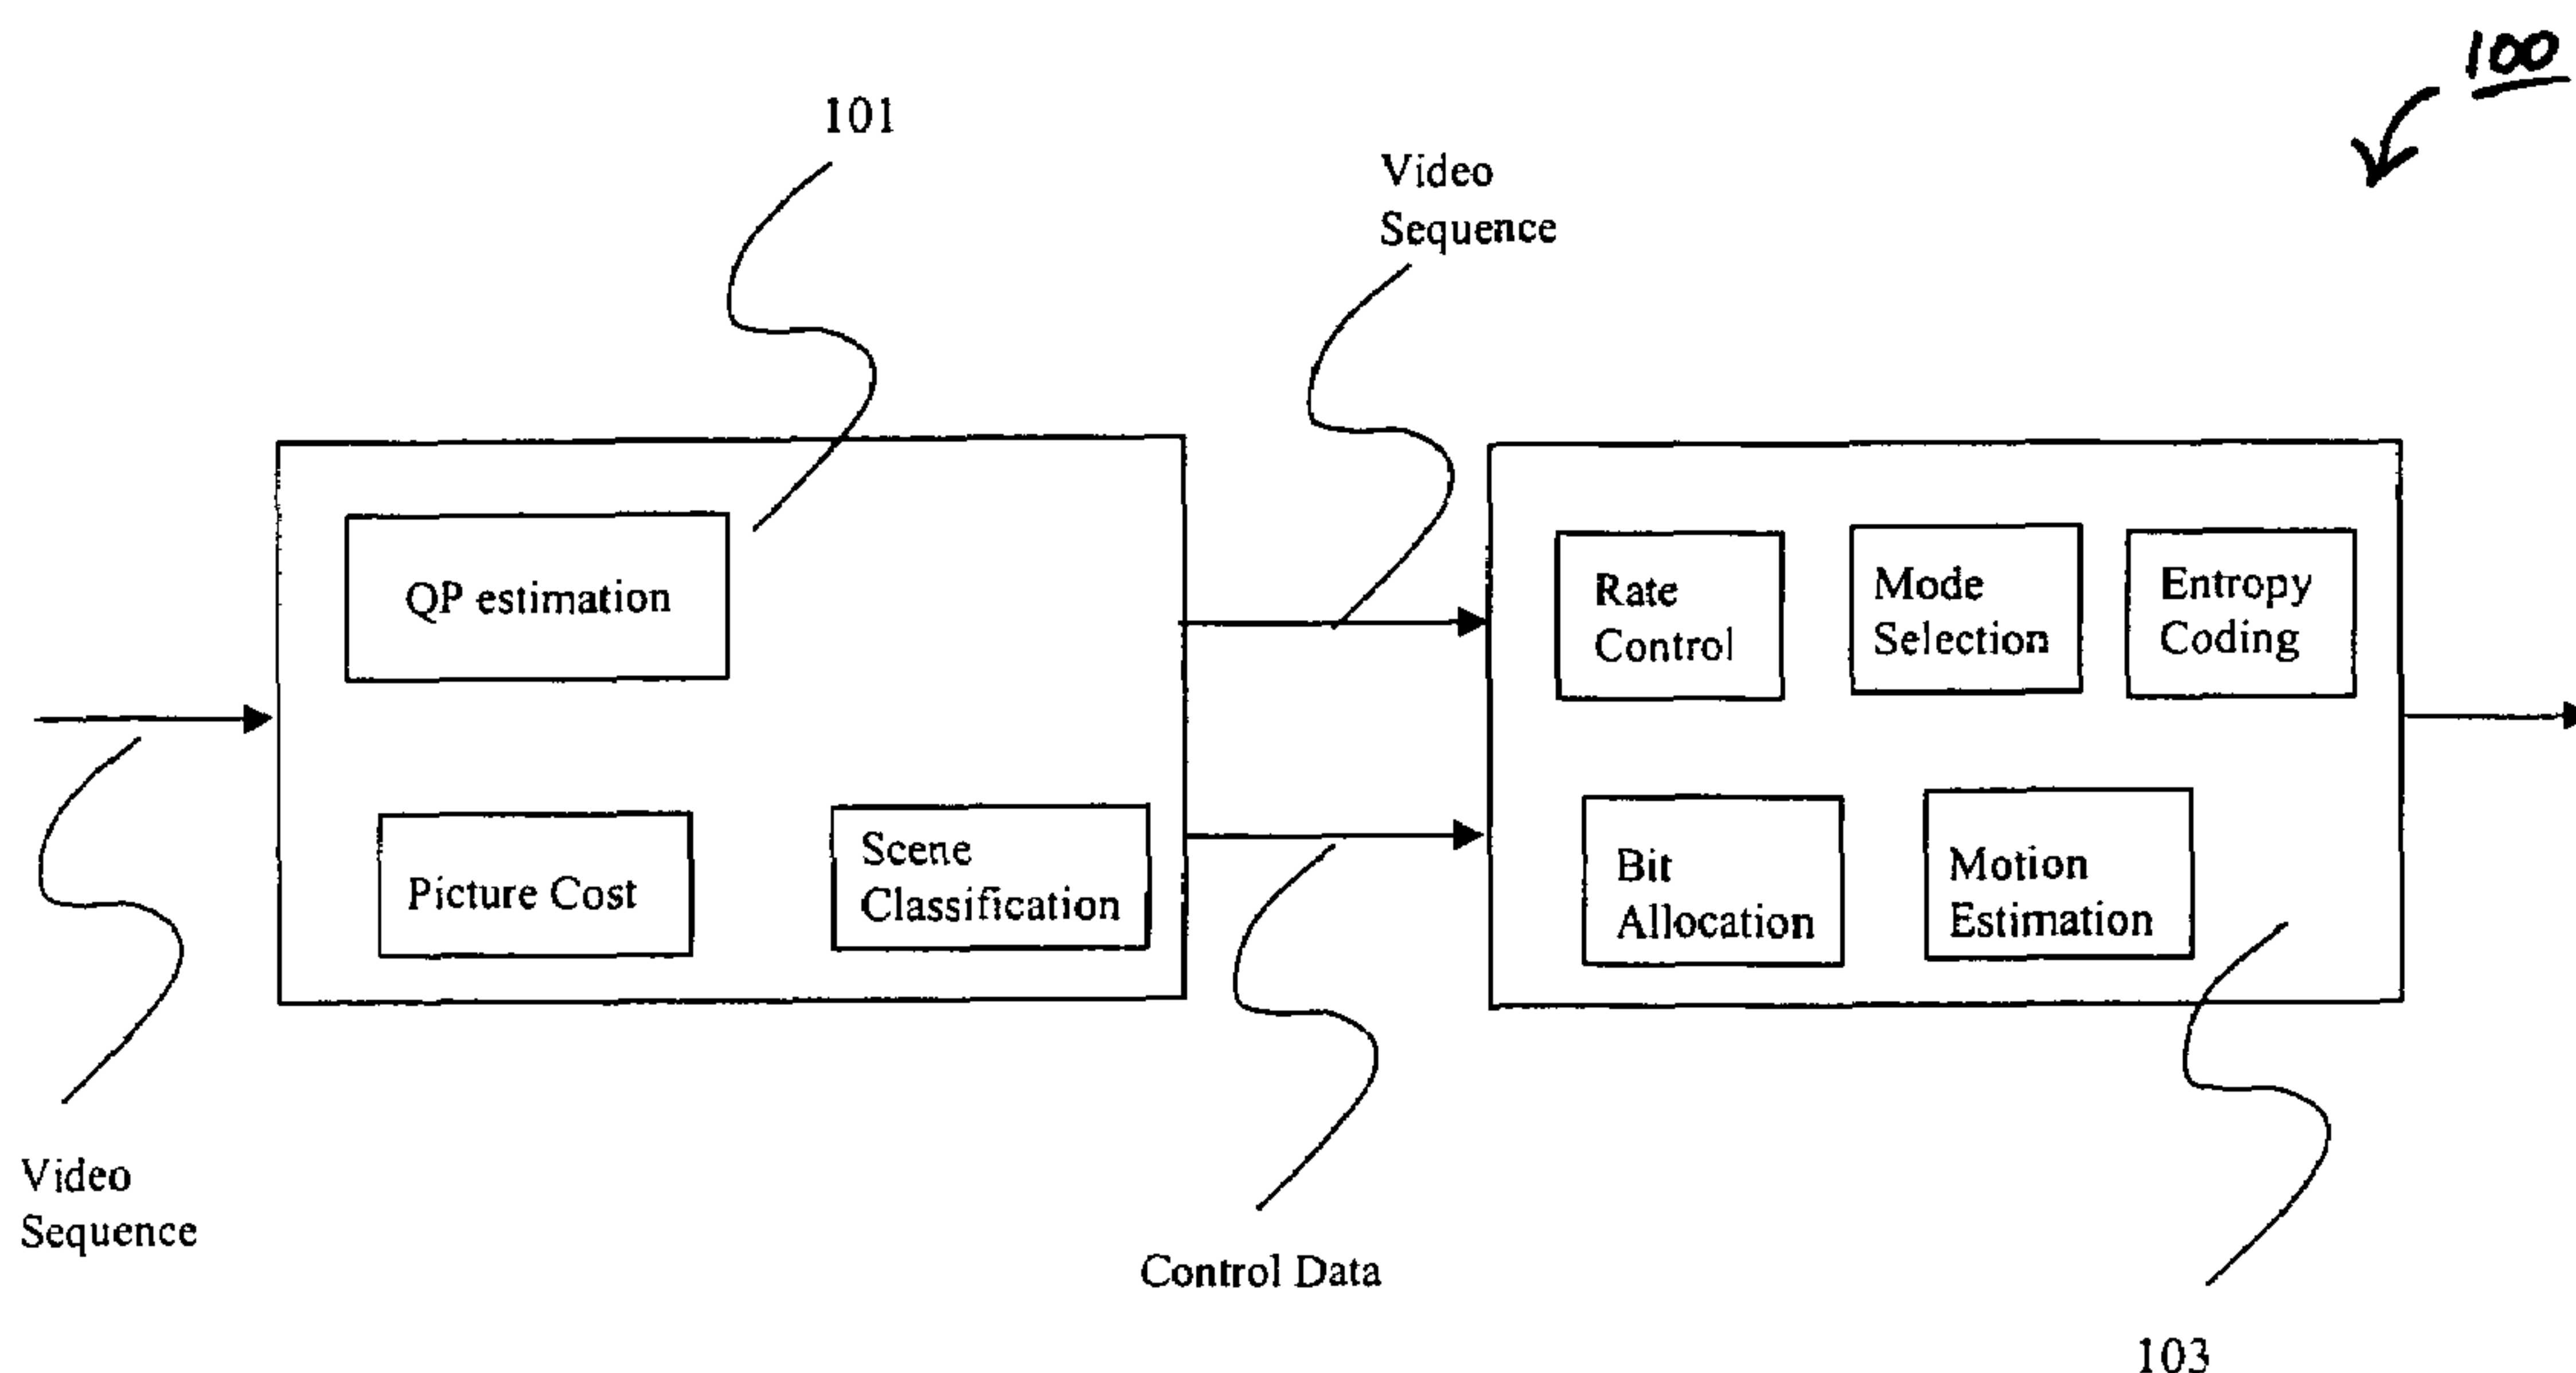 100
101
Video
Sequence
QP estimation
Rate
Control
Mode
Selection
Entropy
Coding
Picture Cost
Scene
Classification
Bit
Allocation
Motion
Estimation
Video
Sequence
Control Data
103